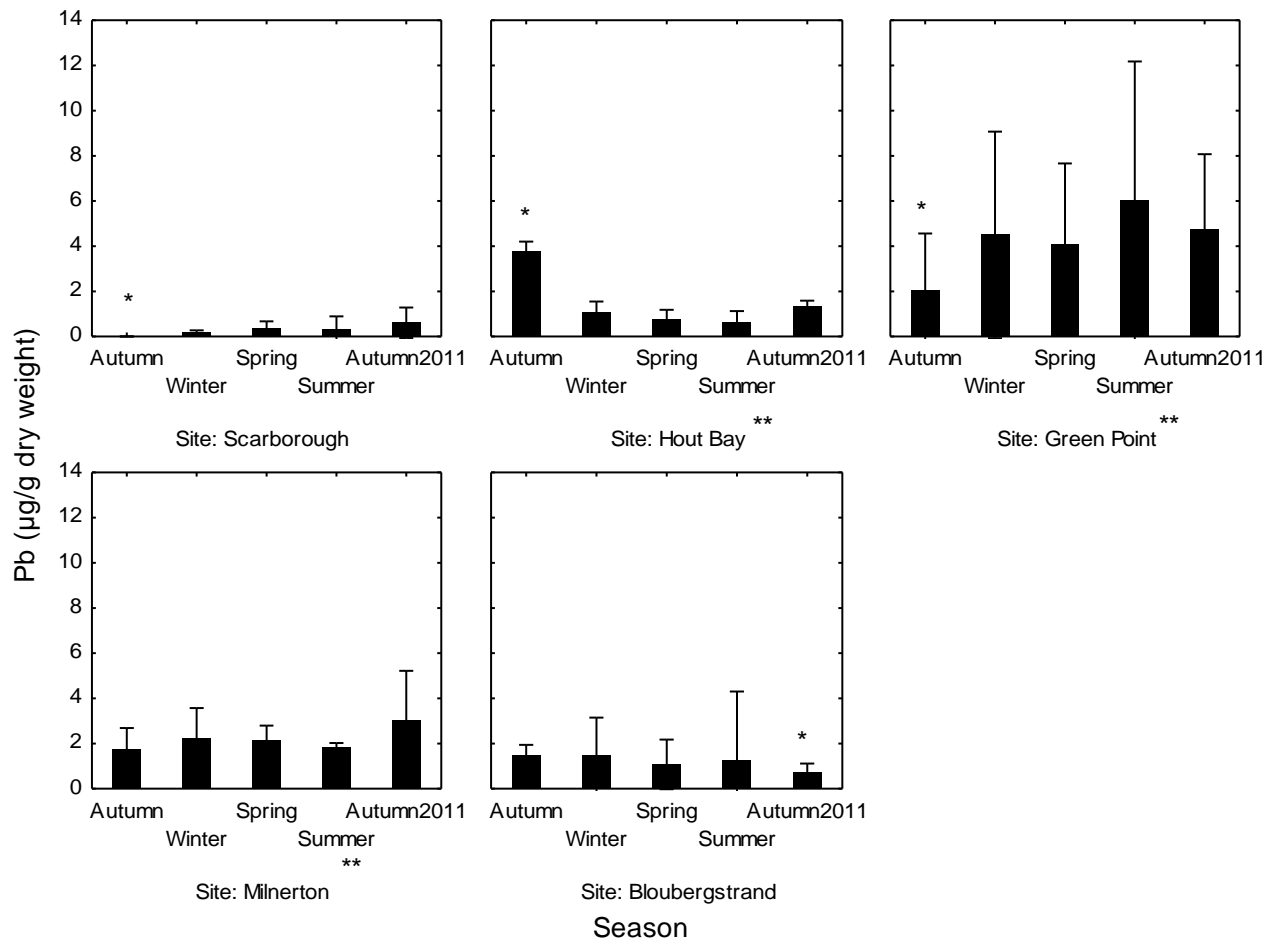 Pb (µg/g dry weight)
14
12
10
8
6
4
2
0
*
Autumn Spring Autumn2011
Winter Summer
Site: Scarborough
*
Autumn Spring Autumn2011
Winter Summer
Site: Hout Bay **
*
Autumn Spring Autumn2011
Winter Summer
Site: Green Point **
14
12
10
8
6
4
2
0
Autumn Spring Autumn2011
Winter Summer
Site: Milnerton **
*
Autumn Spring Autumn2011
Winter Summer
Site: Bloubergstrand
Season